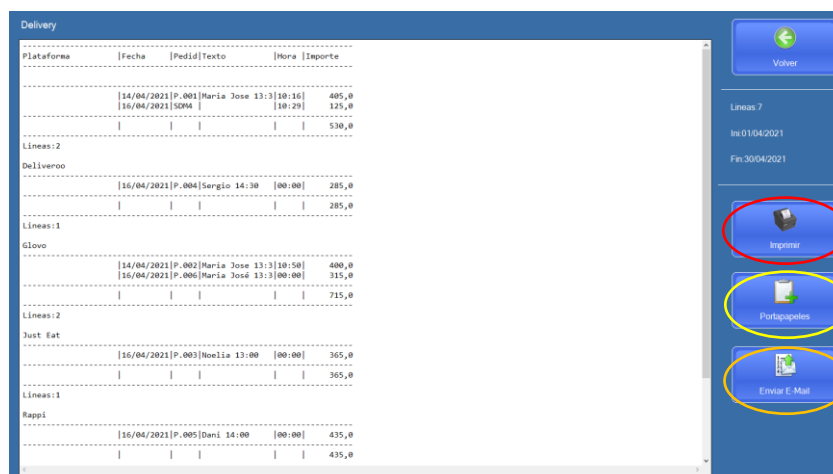 Delivery
Plataforma |Fecha |Pedid|Texto |Hora |Importe
|14/04/2021|P.001|Maria Jose 13:3|10:16| 405,0
|16/04/2021|SDM4 | |10:29| 125,0
| | | | | 530,0
Lineas:2
Deliveroo
|16/04/2021|P.004|Sergio 14:30 |00:00| 285,0
| | | | | 285,0
Lineas:1
Glovo
|14/04/2021|P.002|Maria Jose 13:3|10:50| 400,0
|16/04/2021|P.006|Maria José 13:3|00:00| 315,0
| | | | | 715,0
Lineas:2
Just Eat
|16/04/2021|P.003|Noelia 13:00 |00:00| 365,0
| | | | | 365,0
Lineas:1
Rappi
|16/04/2021|P.005|Dani 14:00 |00:00| 435,0
| | | | | 435,0
Volver
Lineas:7
Ini:01/04/2021
Fin:30/04/2021
Imprimir
Portapapeles
Enviar E-Mail